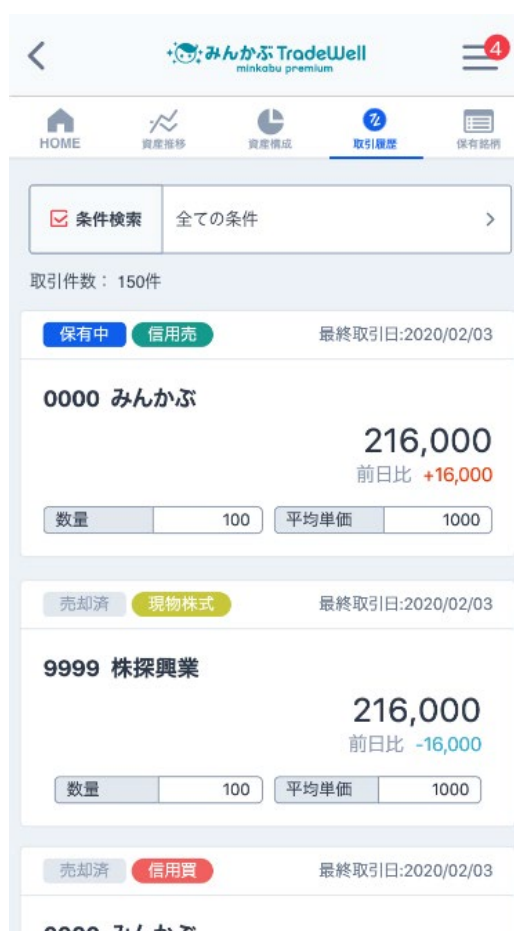 4
みんかぶ TradeWell
minkabu premium
HOME 資産推移 資産構成 取引履歴 保有銘柄
条件検索 全ての条件
取引件数： 150件
保有中 信用売 最終取引日:2020/02/03
0000 みんかぶ
216,000
前日比 +16,000
数量 100 平均単価 1000
売却済 現物株式 最終取引日:2020/02/03
9999 株探興業
216,000
前日比 -16,000
数量 100 平均単価 1000
売却済 信用買 最終取引日:2020/02/03
0000 みんかぶ